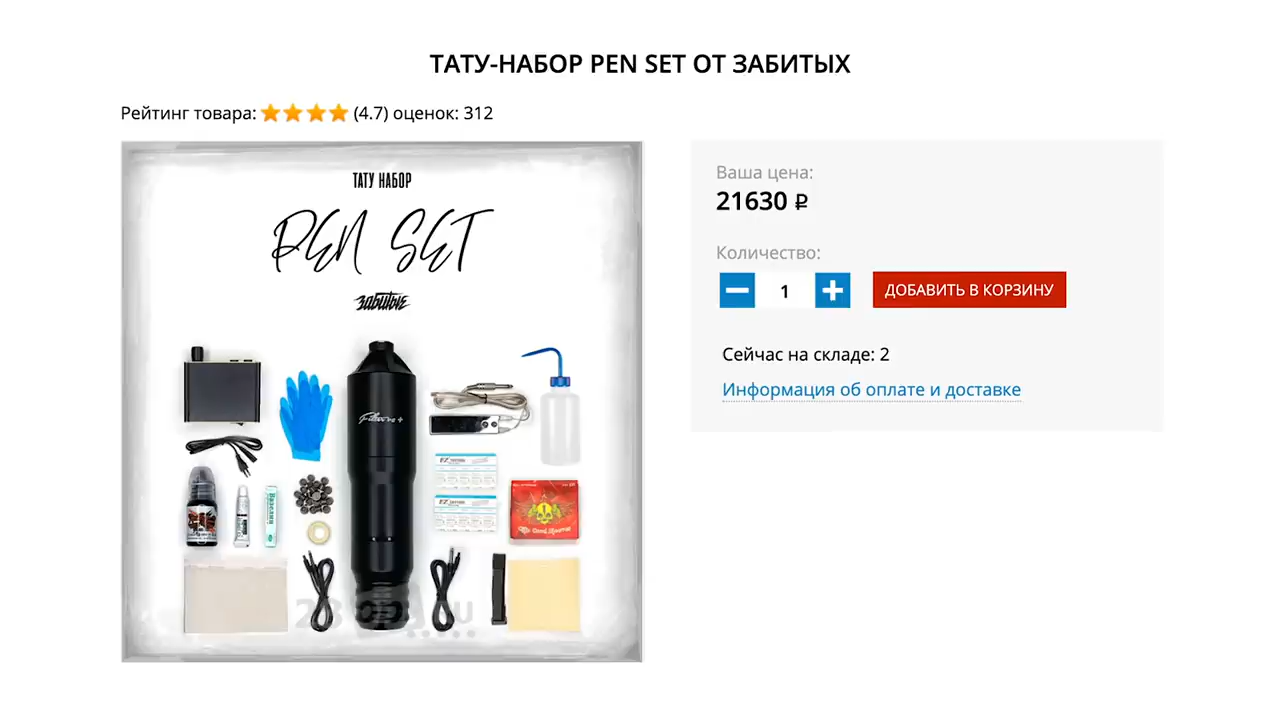 ТАТУ-НАБОР PEN SET ОТ ЗАБИТЫХ
Рейтинг товара: (4.7) оценок: 312
ТАТУ НАБОР
PEN SET
забитые
Вазелин
Ваша цена:
21630 ₽
Количество:
1
ДОБАВИТЬ В КОРЗИНУ
Сейчас на складе: 2
Информация об оплате и доставке